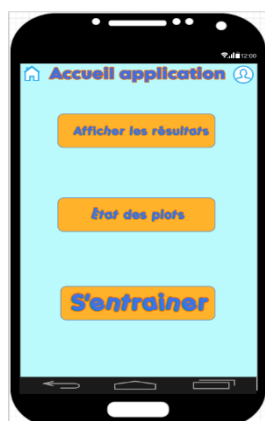 12:00
Accueil application
Afficher les résultats
État des plots
S'entraîner